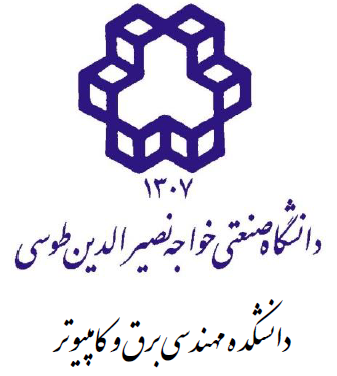 ۱۳۰۷
دانشگاه صنعتی خواجه نصیرالدین طوسی
دانشکده مهندسی برق و کامپیوتر